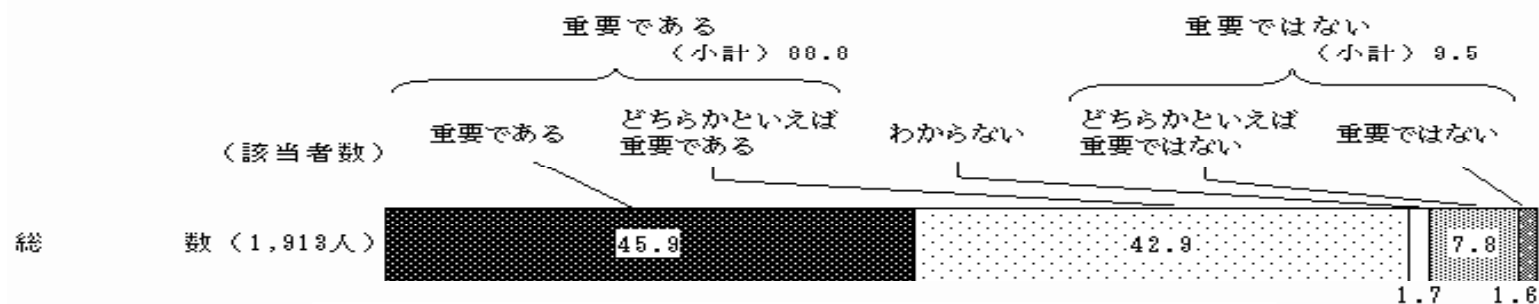 重要である
（小計）88.8
重要ではない
（小計）9.5
重要である
どちらかといえば
重要である
わからない
どちらかといえば
重要ではない
重要ではない
（該当者数）
総数（1,913人）
45.9
42.9
7.8
1.7
1.6